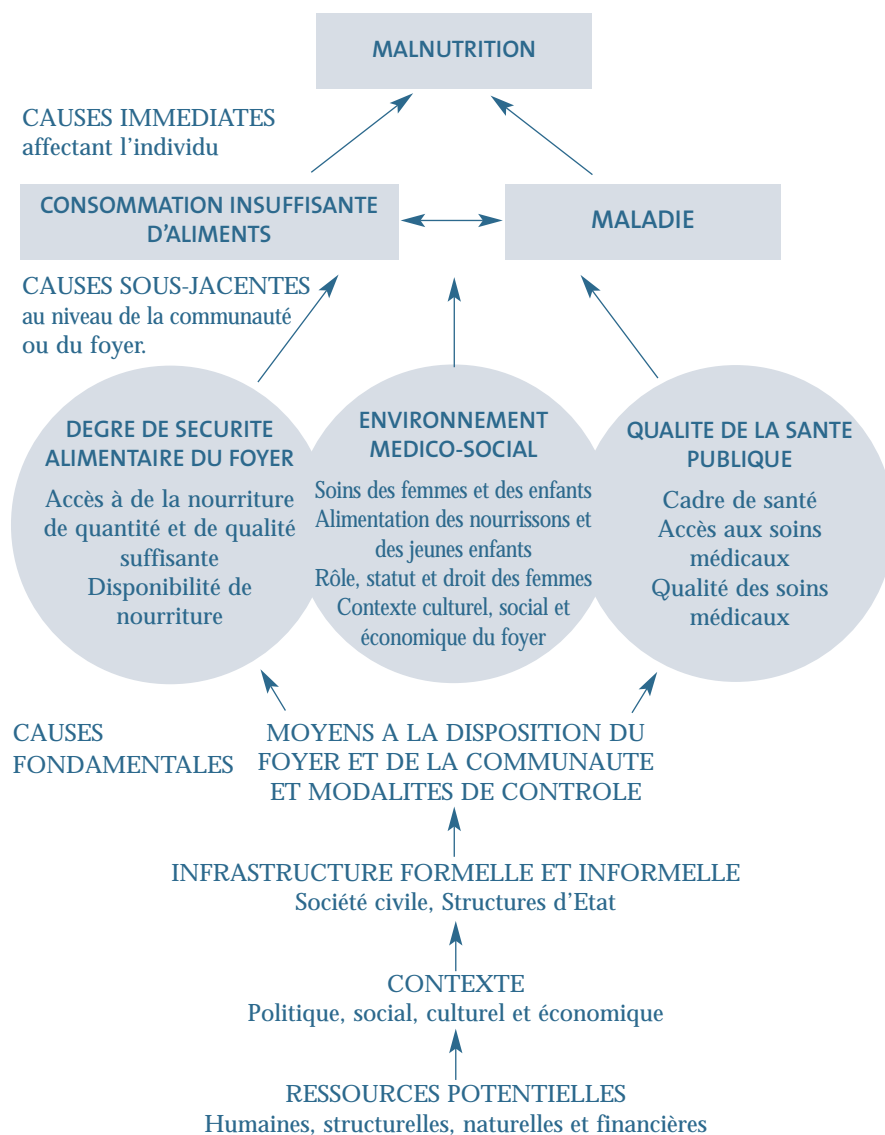 MALNUTRITION
CAUSES IMMEDIATES
affectant l'individu
CONSOMMATION INSUFFISANTE
D'ALIMENTS
MALADIE
CAUSES SOUS-JACENTES
au niveau de la communauté
ou du foyer.
DEGRE DE SECURITE
ALIMENTAIRE DU FOYER
Accès à de la nourriture
de quantité et de qualité
suffisante
Disponibilité de
nourriture
ENVIRONNEMENT
MEDICO-SOCIAL
Soins des femmes et des enfants
Alimentation des nourrissons et
des jeunes enfants
Rôle, statut et droit des femmes
Contexte culturel, social et
économique du foyer
QUALITE DE LA SANTE
PUBLIQUE
Cadre de santé
Accès aux soins
médicaux
Qualité des soins
médicaux
CAUSES
FONDAMENTALES
MOYENS A LA DISPOSITION DU
FOYER ET DE LA COMMUNAUTE
ET MODALITES DE CONTROLE
INFRASTRUCTURE FORMELLE ET INFORMELLE
Société civile, Structures d'Etat
CONTEXTE
Politique, social, culturel et économique
RESSOURCES POTENTIELLES
Humaines, structurelles, naturelles et financières